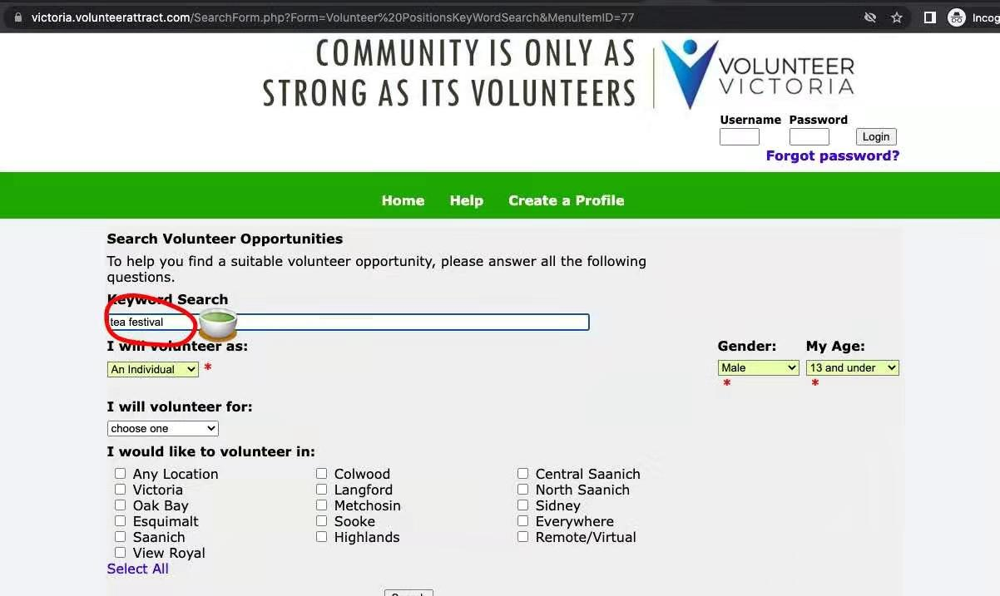 victoria.volunteerattract.com/SearchForm.php?Form=Volunteer%20PositionsKeyWordSearch&MenuItemID=77
COMMUNITY IS ONLY AS
STRONG AS ITS VOLUNTEERS
VOLUNTEER
VICTORIA
Username Password
Login
Forgot password?
Home Help Create a Profile
Search Volunteer Opportunities
To help you find a suitable volunteer opportunity, please answer all the following
questions.
Keyword Search
tea festival
I will volunteer as: Gender: My Age:
An Individual * Male 13 and under
* *
I will volunteer for:
choose one
I would like to volunteer in:
Any Location Colwood Central Saanich
Victoria Langford North Saanich
Oak Bay Metchosin Sidney
Esquimalt Sooke Everywhere
Saanich Highlands Remote/Virtual
View Royal
Select All